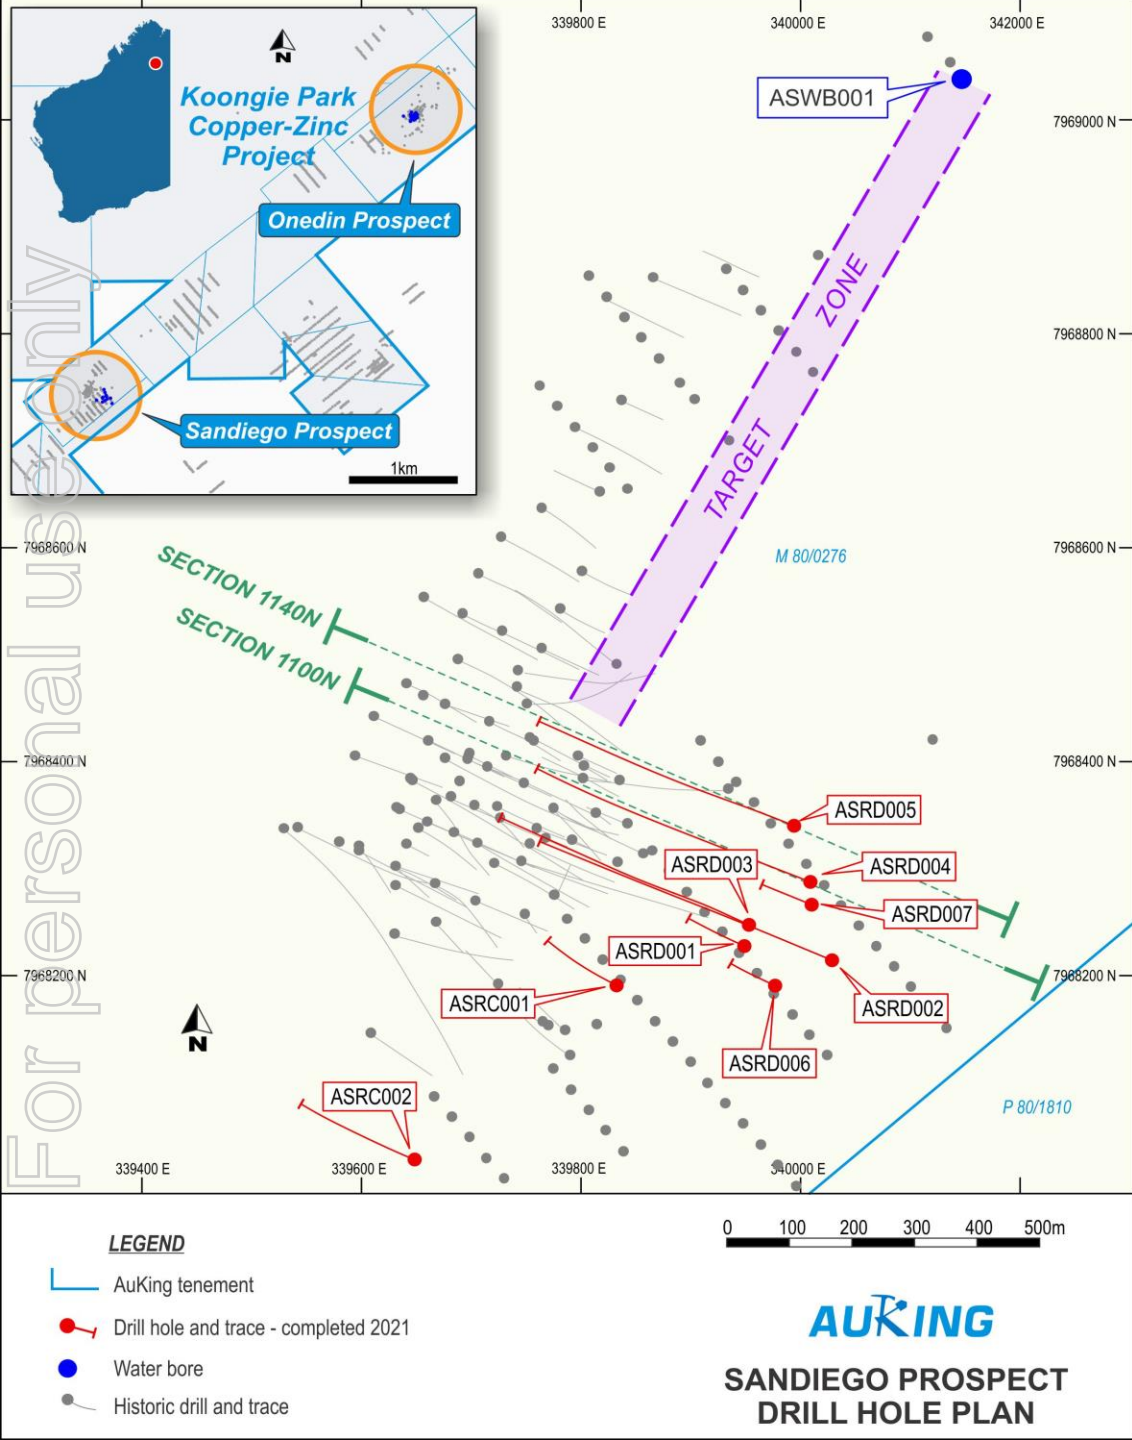 339800 E
340000 E
342000 E
Koongie Park
Copper-Zinc
Project
N
Onedin Prospect
Sandiego Prospect
1km
ASWB001
7969000 N
7968800 N
TARGET ZONE
7968600 N
7968600 N
M 80/0276
SECTION 1140N
SECTION 1100N
7968400 N
7968400 N
ASRD005
ASRD003
ASRD004
ASRD007
ASRD001
7968200 N
7968200 N
ASRC001
ASRD002
N
ASRD006
ASRC002
P 80/1810
339400 E
339600 E
339800 E
340000 E
For personal use only
LEGEND
AuKing tenement
Drill hole and trace - completed 2021
Water bore
Historic drill and trace
0 100 200 300 400 500m
AUKING
SANDIEGO PROSPECT
DRILL HOLE PLAN